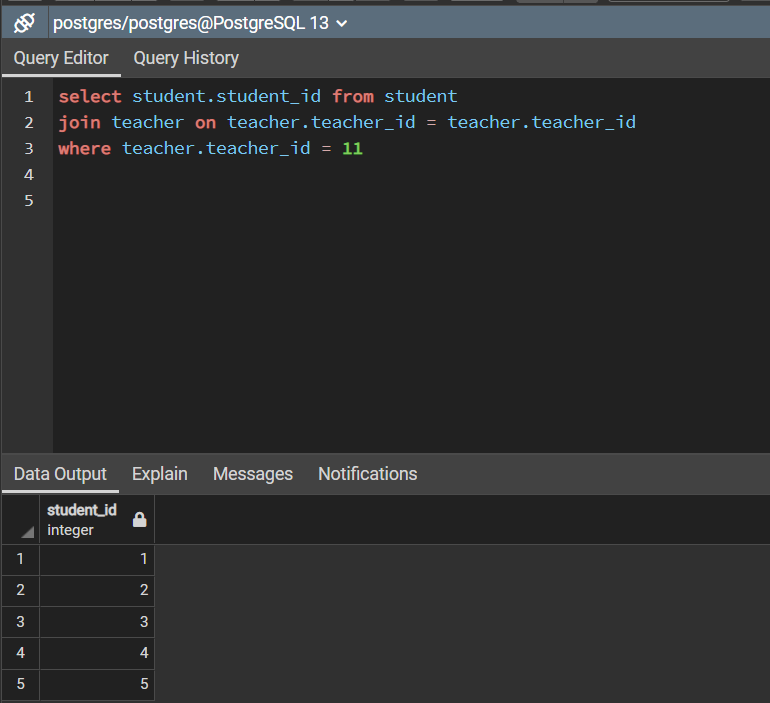 postgres/postgres@PostgreSQL 13
Query Editor Query History
1 select student.student_id from student
2 join teacher on teacher.teacher_id = teacher.teacher_id
3 where teacher.teacher_id = 11
4
5
Data Output Explain Messages Notifications
student_id
integer
1 1
2 2
3 3
4 4
5 5